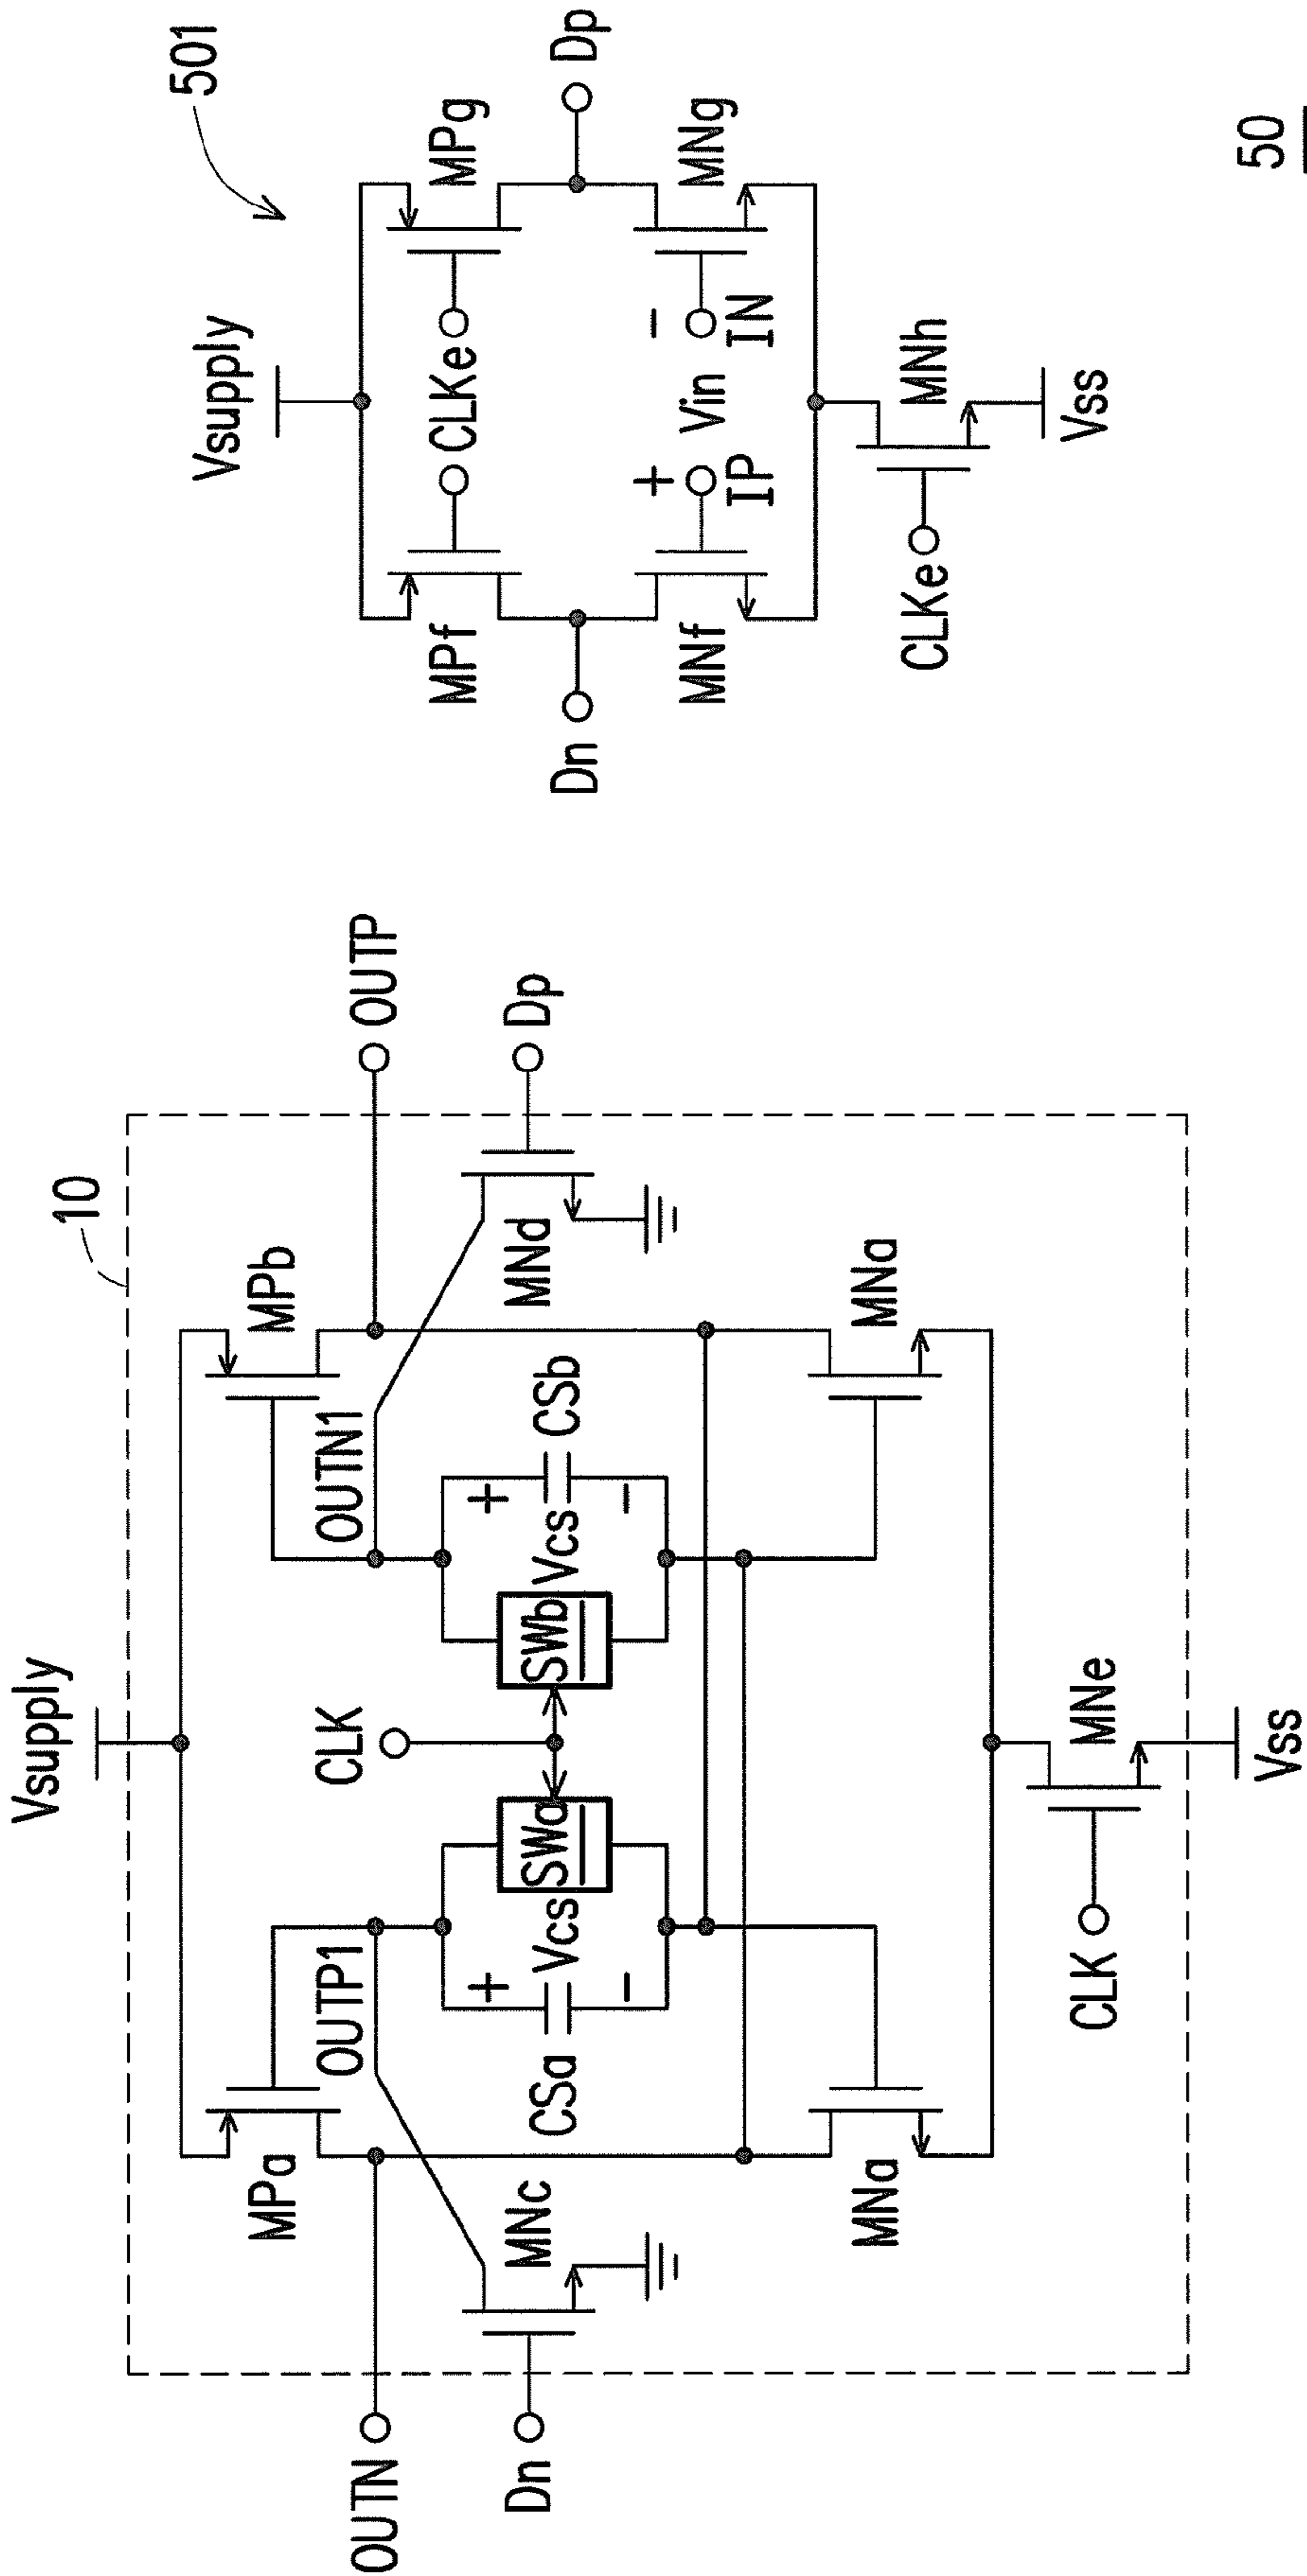 Vsupply
10
OUTN
MPa
OUTP1
CLK
OUTN1
MPb
OUTP
Dn
MNc
CSa
+
Vcs
-
SWa
SWb
+
Vcs
-
CSb
MNd
Dp
MNa
MNa
CLK
MNe
Vss
Vsupply
501
MPf
CLKe
MPg
Dn
Dp
MNf
+
IP
Vin
-
IN
MNg
CLKe
MNh
Vss
50